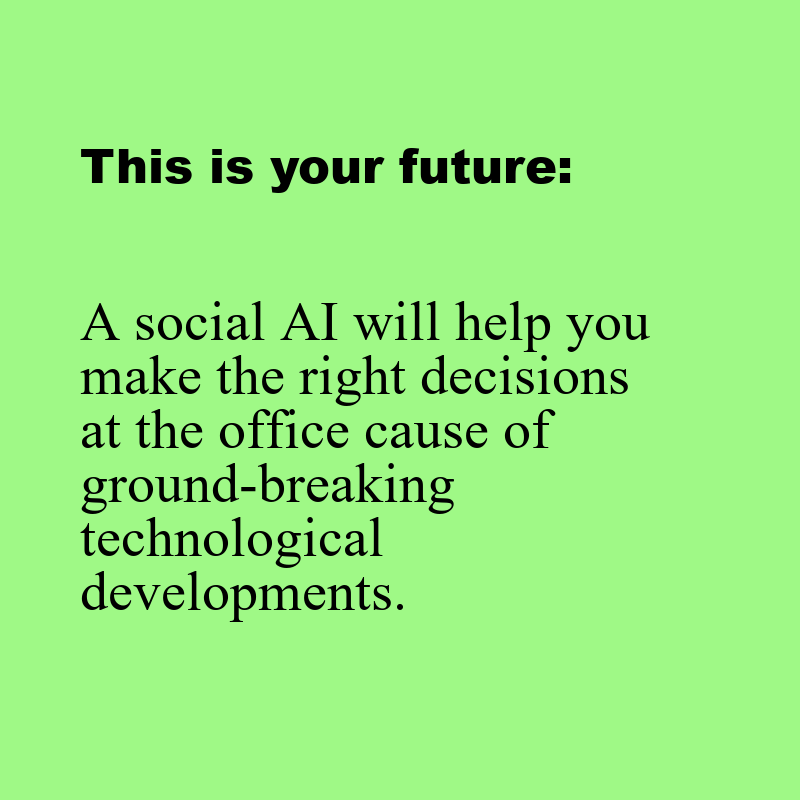 This is your future:
A social AI will help you
make the right decisions
at the office cause of
ground-breaking
technological
developments.